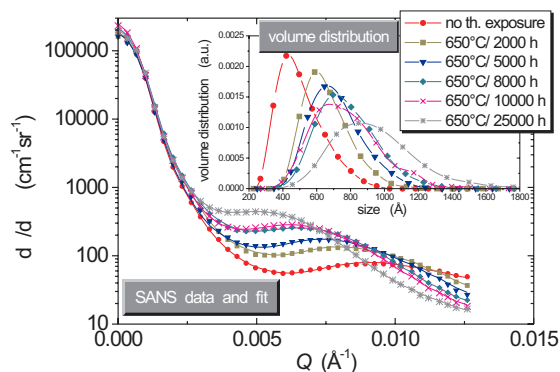 volume distribution
no th. exposure
650°C/ 2000 h
650°C/ 5000 h
650°C/ 8000 h
650°C/ 10000 h
650°C/ 25000 h
volume distribution (a.u.)
0.0025
0.0020
0.0015
0.0010
0.0005
0.0000
200 400 600 800 1000 1200 1400 1600 1800
size (Å)
d /d (cm⁻¹sr⁻¹)
100000
10000
1000
100
10
SANS data and fit
0.000 0.005 0.010 0.015
Q (Å⁻¹)